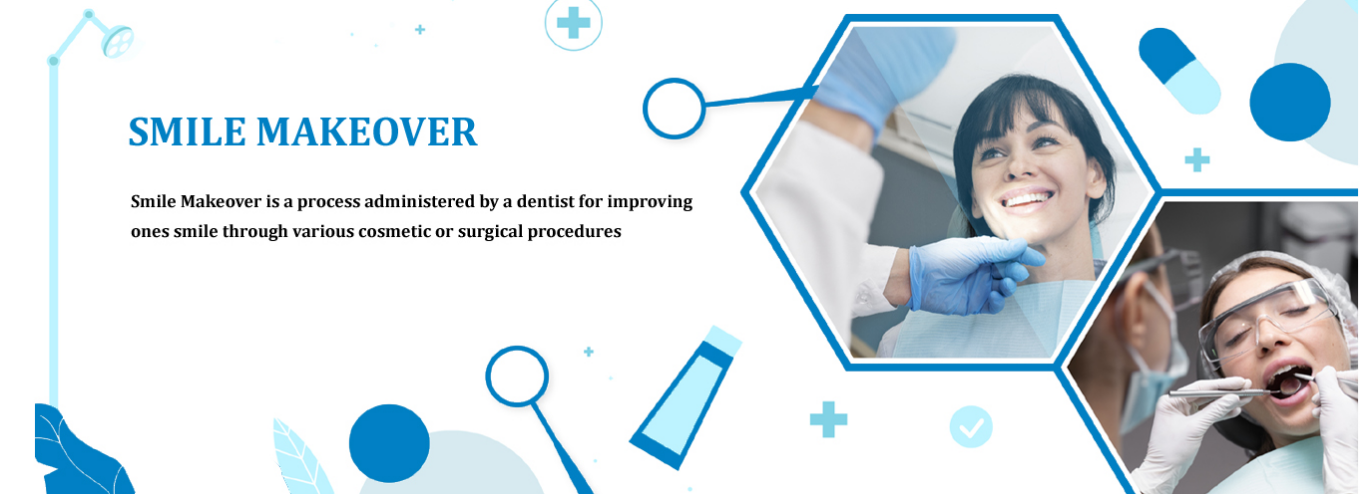 SMILE MAKEOVER
Smile Makeover is a process administered by a dentist for improving
ones smile through various cosmetic or surgical procedures